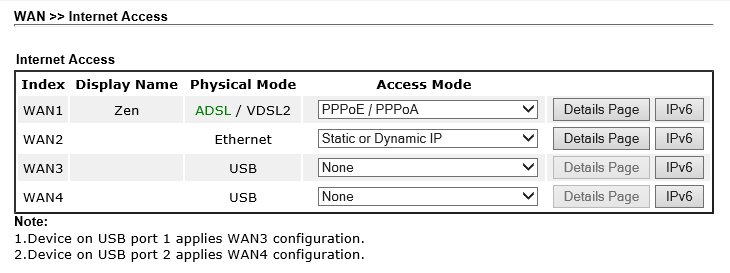 WAN >> Internet Access
Internet Access
Index Display Name Physical Mode Access Mode
WAN1 Zen ADSL / VDSL2 PPPoE / PPPoA Details Page IPv6
WAN2 Ethernet Static or Dynamic IP Details Page IPv6
WAN3 USB None Details Page IPv6
WAN4 USB None Details Page IPv6
Note:
1.Device on USB port 1 applies WAN3 configuration.
2.Device on USB port 2 applies WAN4 configuration.